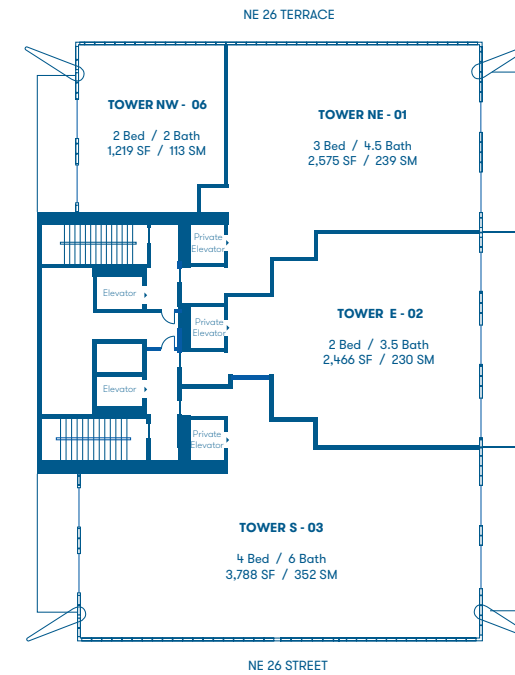 NE 26 TERRACE
TOWER NW - 06
2 Bed / 2 Bath
1,219 SF / 113 SM
TOWER NE - 01
3 Bed / 4.5 Bath
2,575 SF / 239 SM
Private
Elevator
Elevator
Private
Elevator
TOWER E - 02
2 Bed / 3.5 Bath
2,466 SF / 230 SM
Elevator
Private
Elevator
TOWER S - 03
4 Bed / 6 Bath
3,788 SF / 352 SM
NE 26 STREET